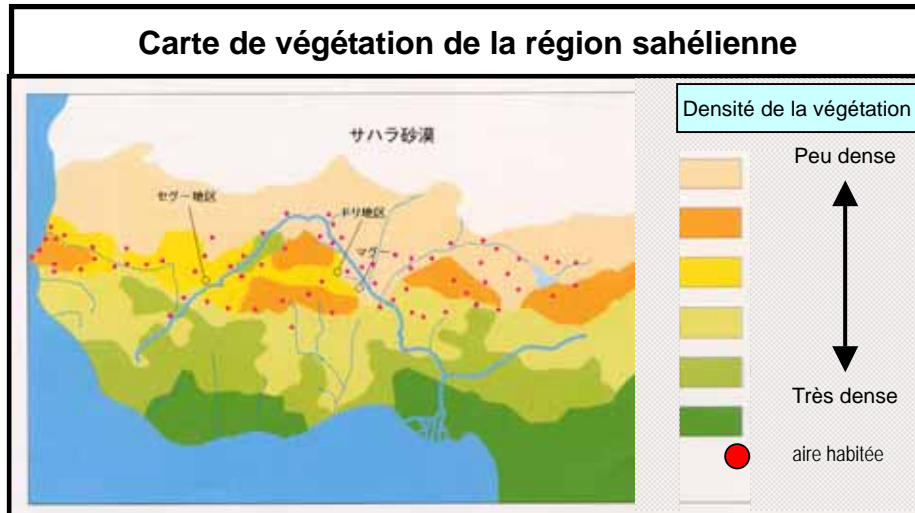 Carte de végétation de la région sahélienne
サハラ砂漠
セグー地区
ドリ地区
マグー
Densité de la végétation
Peu dense
Très dense
aire habitée